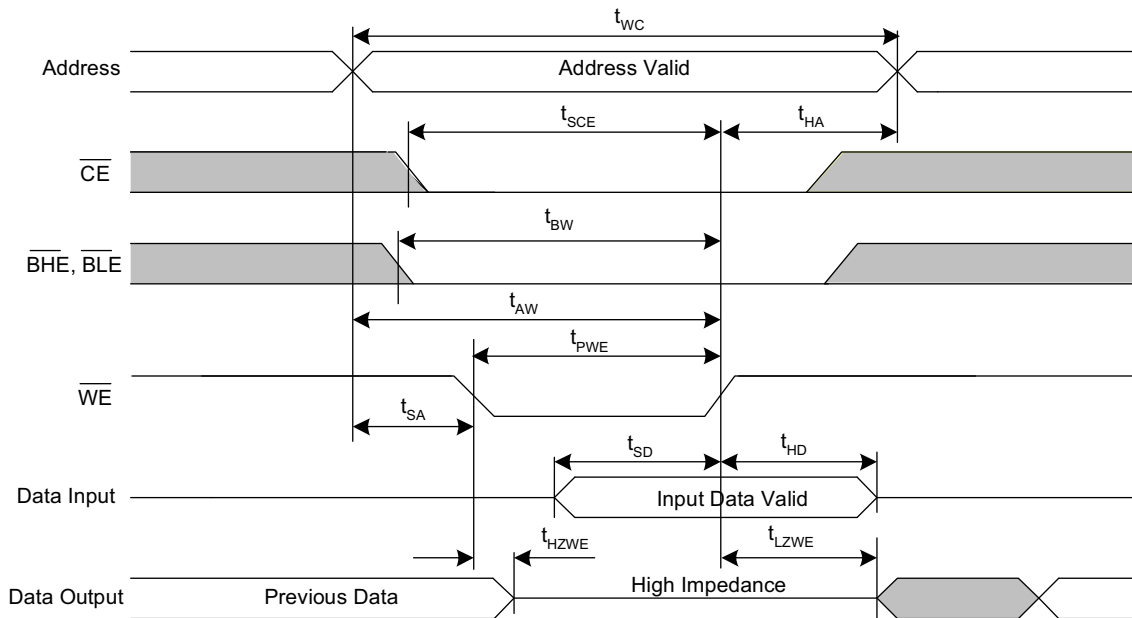 tWC
Address
Address Valid
tSCE
tHA
CE
tBW
BHE, BLE
tAW
tPWE
WE
tSA
tSD
tHD
Data Input
Input Data Valid
tHZWE
tLZWE
Data Output
Previous Data
High Impedance